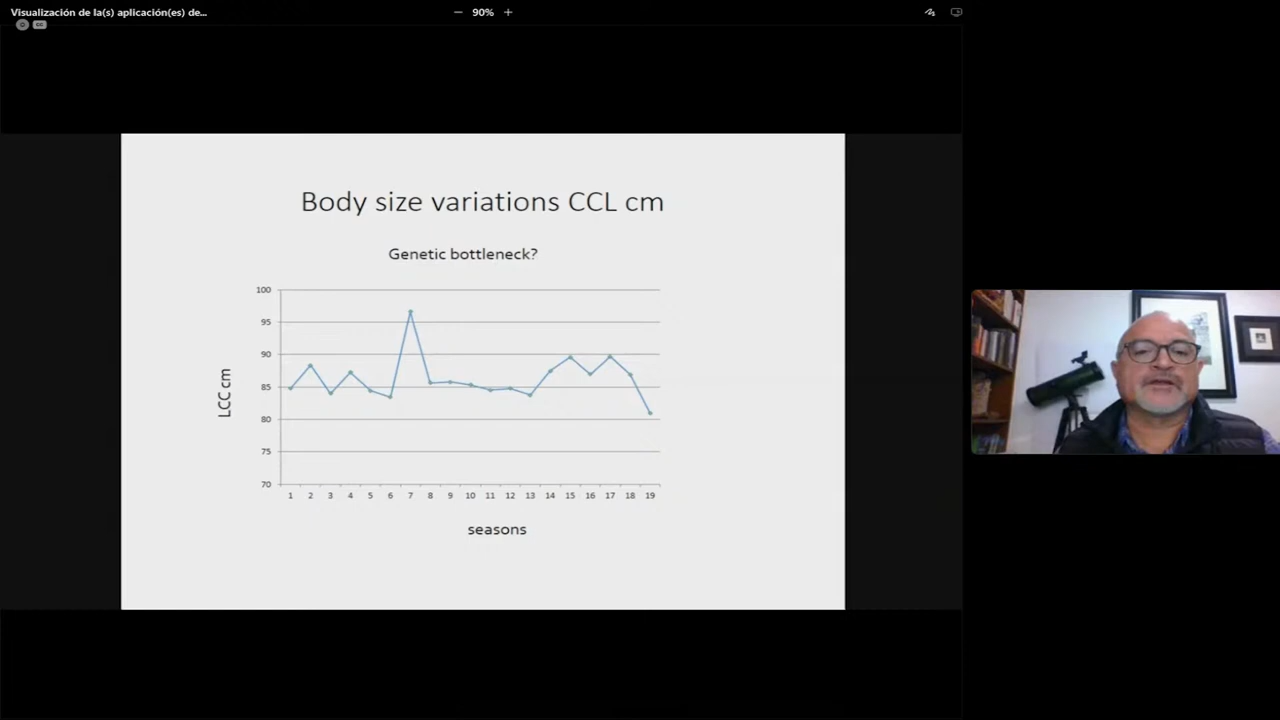 Visualización de la(s) aplicación(es) de...
90%
CC
Body size variations CCL cm
Genetic bottleneck?
100
95
90
85
80
75
70
LCC cm
1 2 3 4 5 6 7 8 9 10 11 12 13 14 15 16 17 18 19
seasons